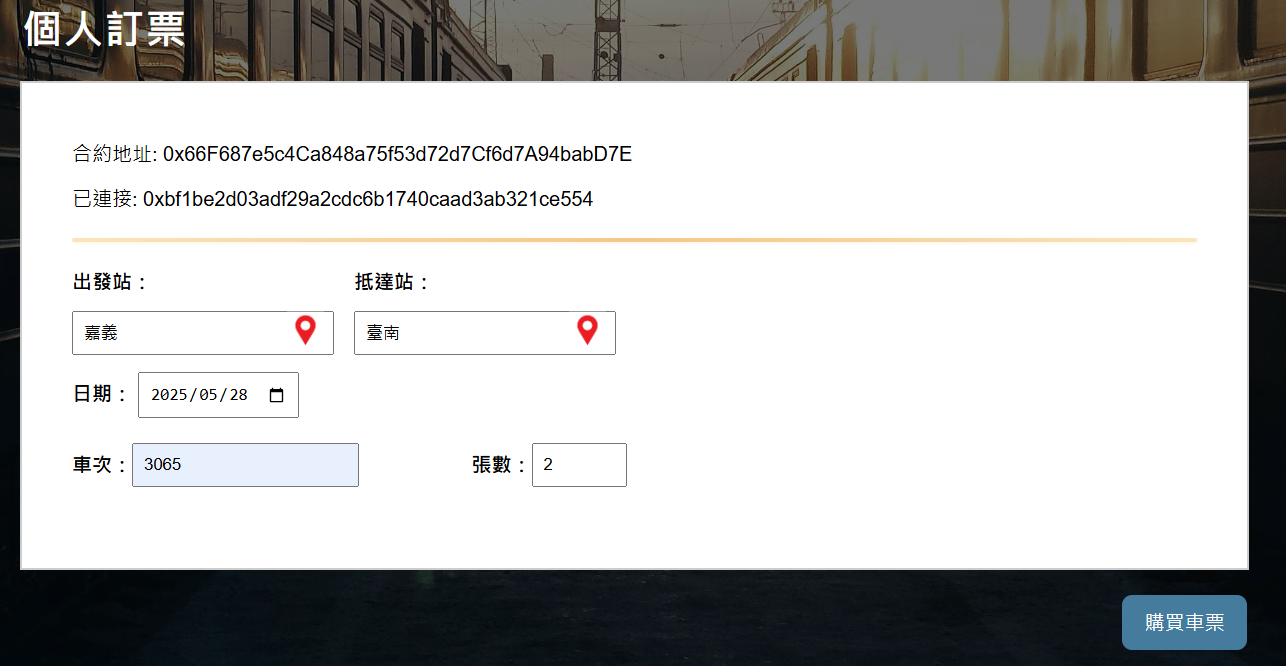 個人訂票
合約地址: 0x66F687e5c4Ca848a75f53d72d7Cf6d7A94babD7E
已連接: 0xbf1be2d03adf29a2cdc6b1740caad3ab321ce554
出發站： 抵達站：
嘉義 臺南
日期： 2025/05/28
車次： 3065 張數： 2
購買車票